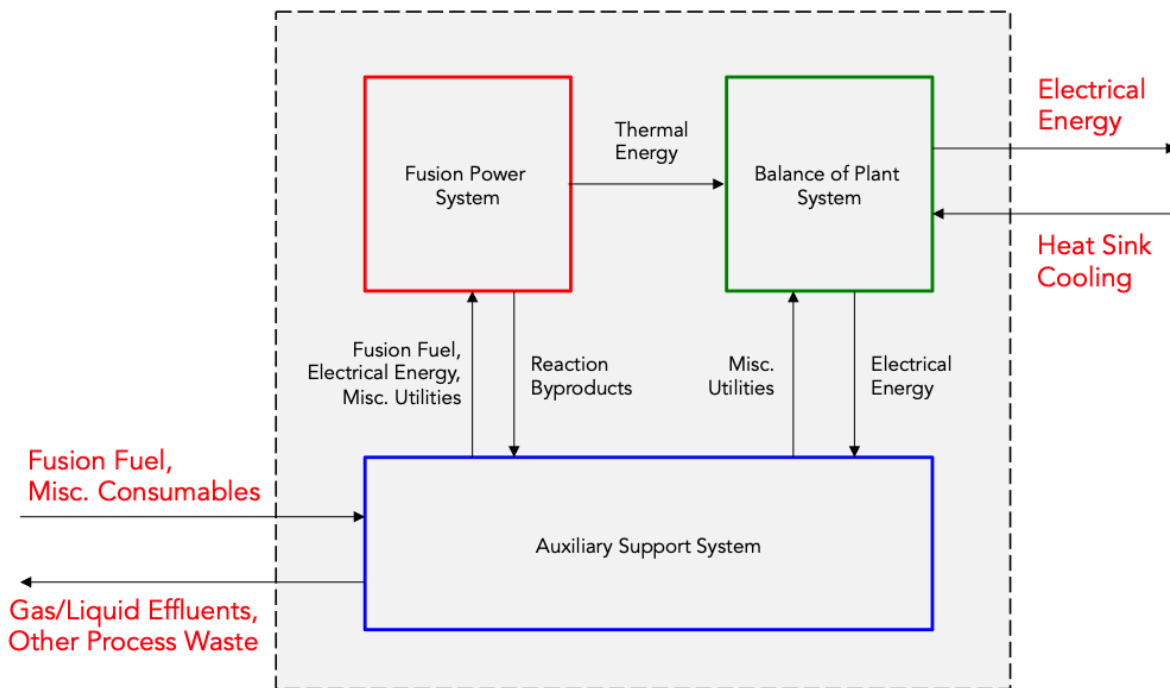 Electrical
Energy
Thermal
Energy
Fusion Power
System
Balance of Plant
System
Heat Sink
Cooling
Fusion Fuel,
Electrical Energy,
Misc. Utilities
Reaction
Byproducts
Misc.
Utilities
Electrical
Energy
Fusion Fuel,
Misc. Consumables
Auxiliary Support System
Gas/Liquid Effluents,
Other Process Waste